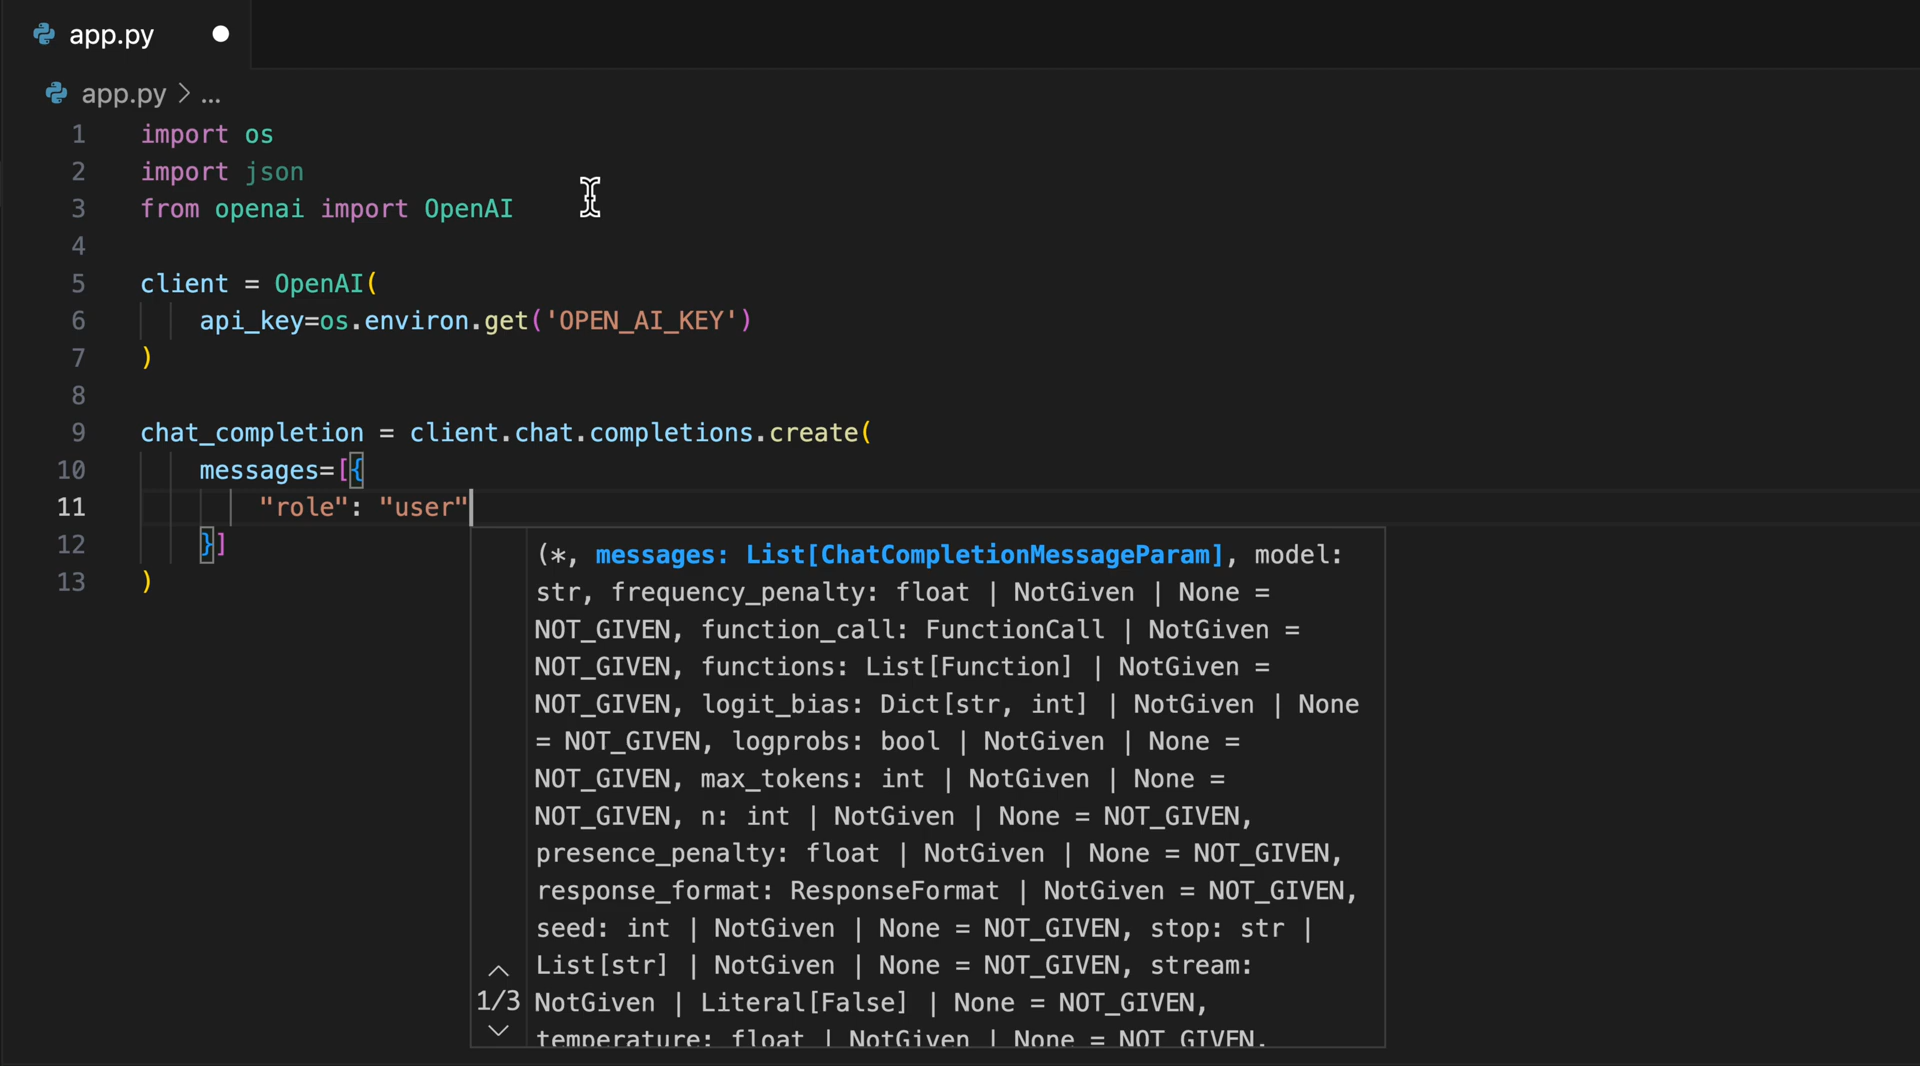 app.py
app.py > ...
1 import os
2 import json
3 from openai import OpenAI
4
5 client = OpenAI(
6 api_key=os.environ.get('OPEN_AI_KEY')
7 )
8
9 chat_completion = client.chat.completions.create(
10 messages=[{
11 "role": "user"
12 }]
13 )
(*, messages: List[ChatCompletionMessageParam], model:
str, frequency_penalty: float | NotGiven | None =
NOT_GIVEN, function_call: FunctionCall | NotGiven =
NOT_GIVEN, functions: List[Function] | NotGiven =
NOT_GIVEN, logit_bias: Dict[str, int] | NotGiven | None
= NOT_GIVEN, logprobs: bool | NotGiven | None =
NOT_GIVEN, max_tokens: int | NotGiven | None =
NOT_GIVEN, n: int | NotGiven | None = NOT_GIVEN,
presence_penalty: float | NotGiven | None = NOT_GIVEN,
response_format: ResponseFormat | NotGiven = NOT_GIVEN,
seed: int | NotGiven | None = NOT_GIVEN, stop: str |
List[str] | NotGiven | None = NOT_GIVEN, stream:
1/3
NotGiven | Literal[False] | None = NOT_GIVEN,
temperature: float | NotGiven | None = NOT_GIVEN,